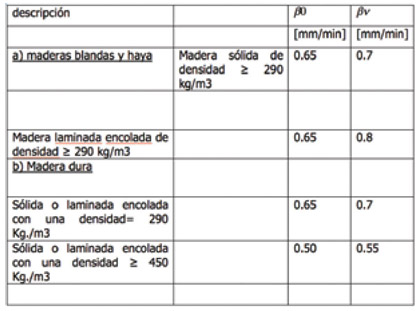 descripción β0 βν
[mm/min] [mm/min]
a) maderas blandas y haya Madera sólida de 0.65 0.7
densidad ≥ 290
kg/m3
Madera laminada encolada de 0.65 0.8
densidad ≥ 290 kg/m3
b) Madera dura
Sólida o laminada encolada 0.65 0.7
con una densidad= 290
Kg./m3
Sólida o laminada encolada 0.50 0.55
con una densidad ≥ 450
Kg./m3